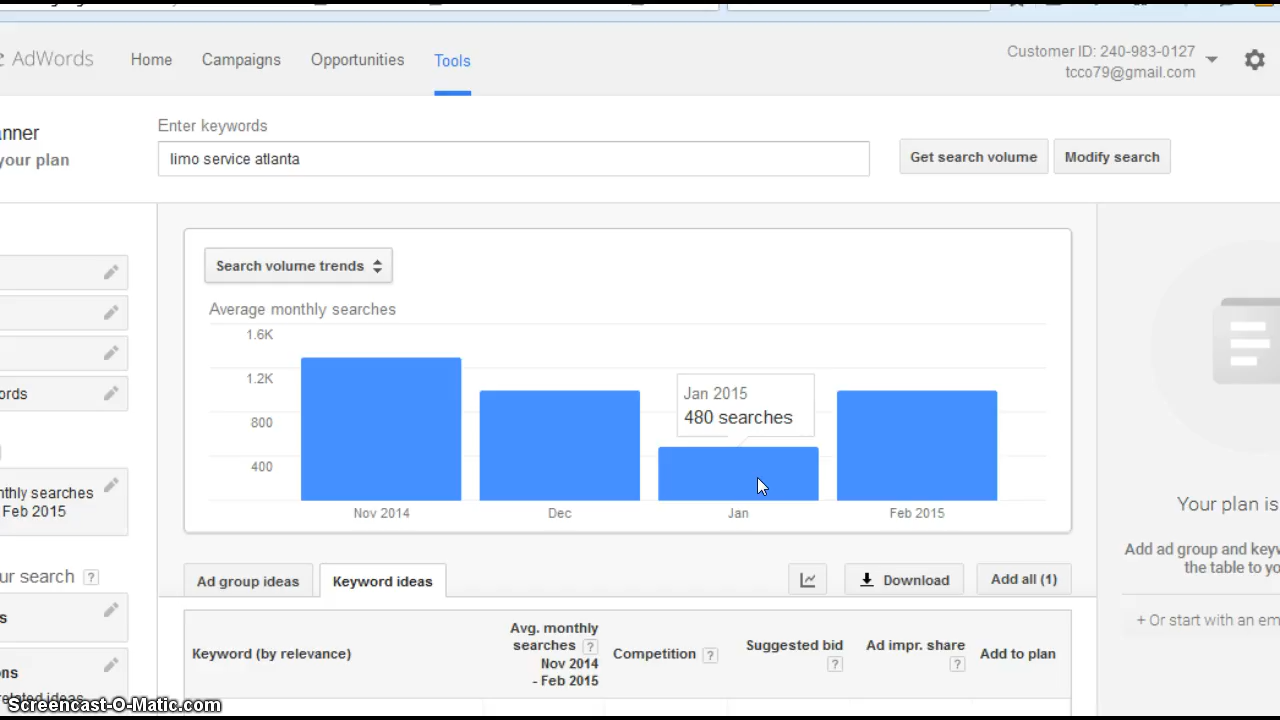 AdWords
Home
Campaigns
Opportunities
Tools
Customer ID: 240-983-0127
tcco79@gmail.com
anner
your plan
Enter keywords
limo service atlanta
Get search volume
Modify search
Search volume trends
Average monthly searches
1.6K
1.2K
800
400
Jan 2015
480 searches
Nov 2014
Dec
Jan
Feb 2015
ords
nthly searches
Feb 2015
ur search ?
s
ons
related ideas
Your plan is
Add ad group and keyw
the table to yo
+ Or start with an em
Ad group ideas
Keyword ideas
Download
Add all (1)
Keyword (by relevance)
Avg. monthly
searches ?
Nov 2014
- Feb 2015
Competition ?
Suggested bid
?
Ad impr. share
?
Add to plan
Screencast-O-Matic.com